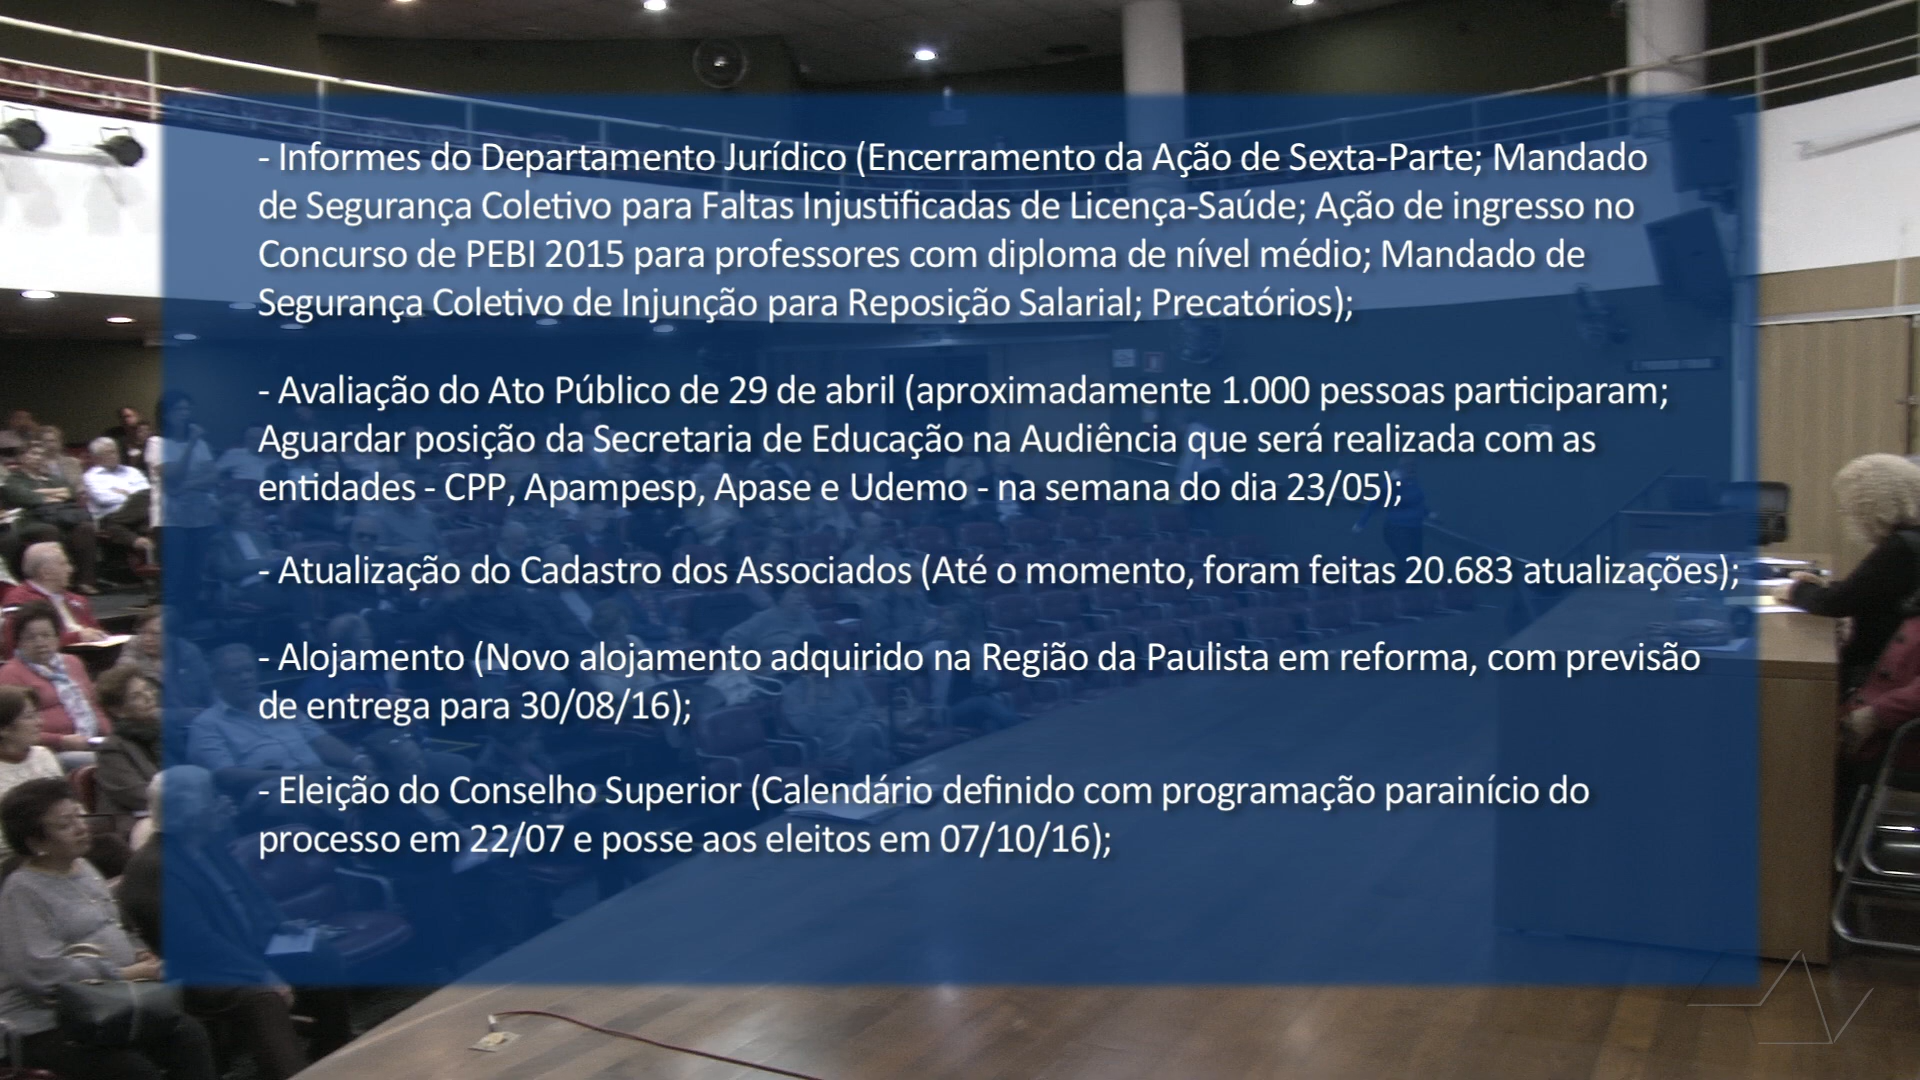 - Informes do Departamento Jurídico (Encerramento da Ação de Sexta-Parte; Mandado
de Segurança Coletivo para Faltas Injustificadas de Licença-Saúde; Ação de ingresso no
Concurso de PEBI 2015 para professores com diploma de nível médio; Mandado de
Segurança Coletivo de Injunção para Reposição Salarial; Precatórios);
- Avaliação do Ato Público de 29 de abril (aproximadamente 1.000 pessoas participaram;
Aguardar posição da Secretaria de Educação na Audiência que será realizada com as
entidades - CPP, Apampesp, Apase e Udemo - na semana do dia 23/05);
- Atualização do Cadastro dos Associados (Até o momento, foram feitas 20.683 atualizações);
- Alojamento (Novo alojamento adquirido na Região da Paulista em reforma, com previsão
de entrega para 30/08/16);
- Eleição do Conselho Superior (Calendário definido com programação parainício do
processo em 22/07 e posse aos eleitos em 07/10/16);